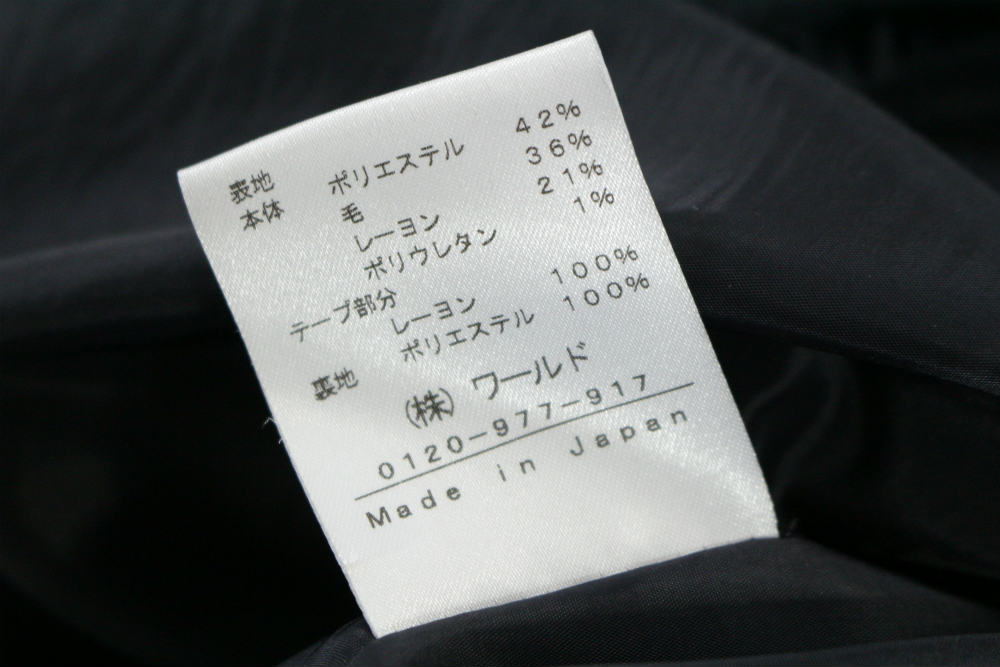 表地 ポリエステル 42%
本体 毛 36%
レーヨン 21%
ポリウレタン 1%
テープ部分
レーヨン 100%
ポリエステル 100%
裏地
(株) ワールド
0120-977-917
Made in Japan